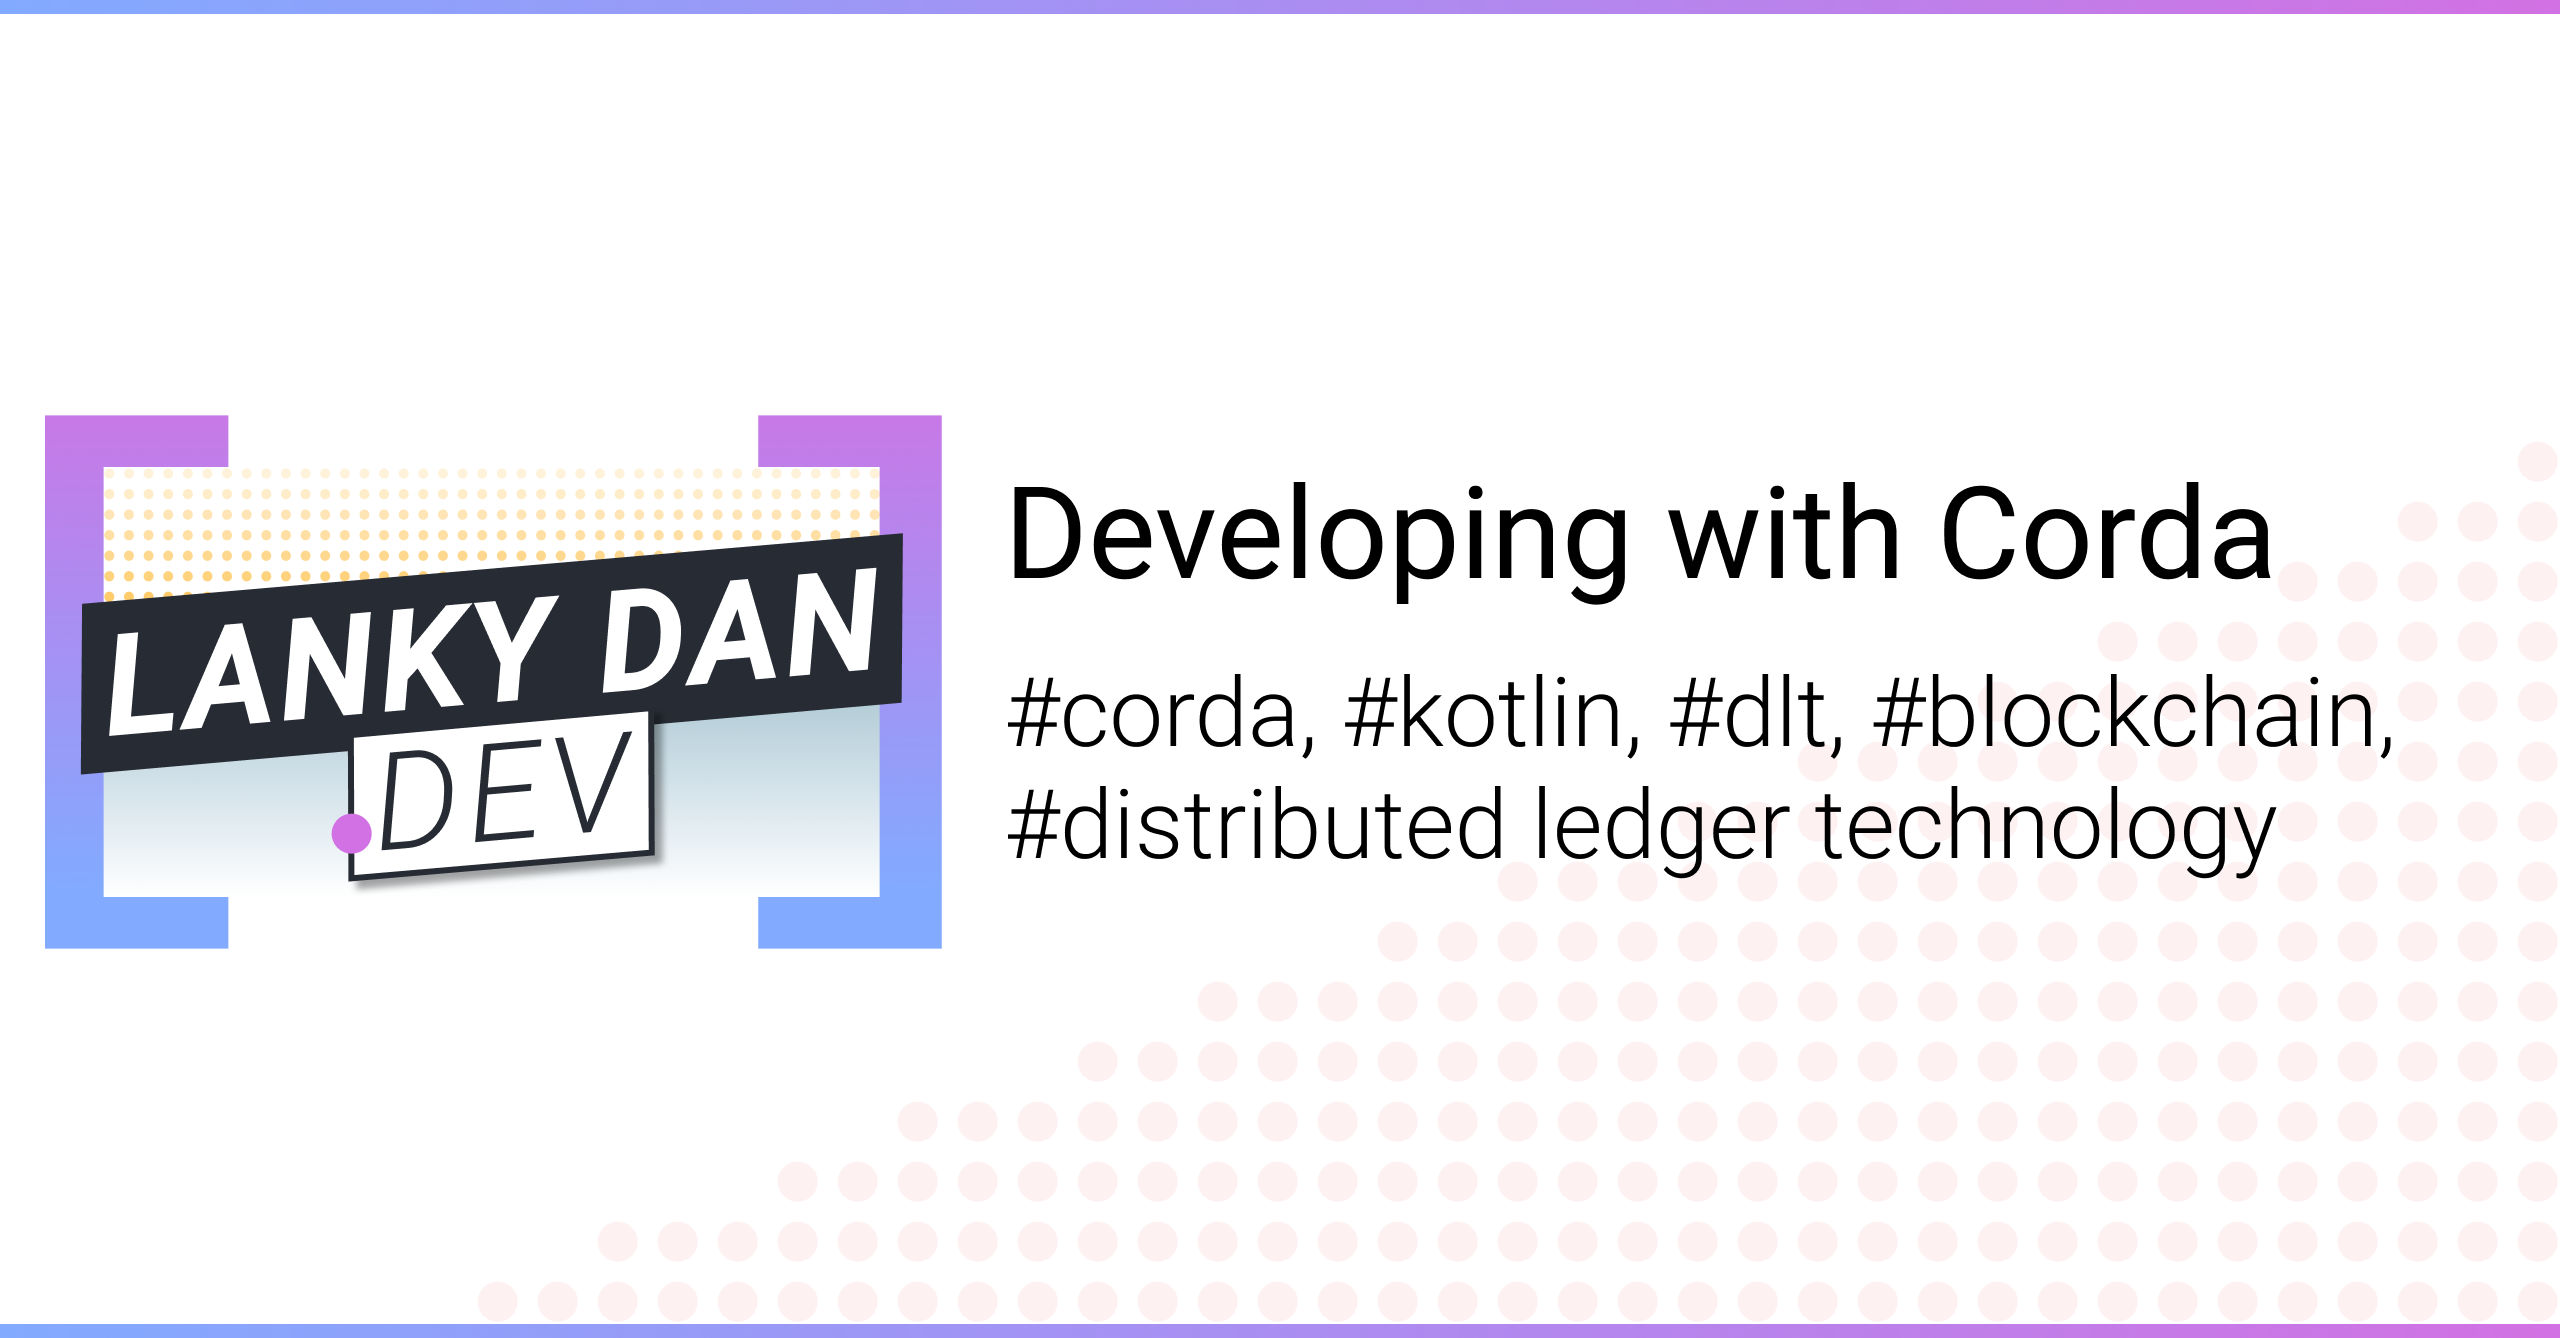 LANKY DAN
DEV
Developing with Corda
#corda, #kotlin, #dlt, #blockchain,
#distributed ledger technology